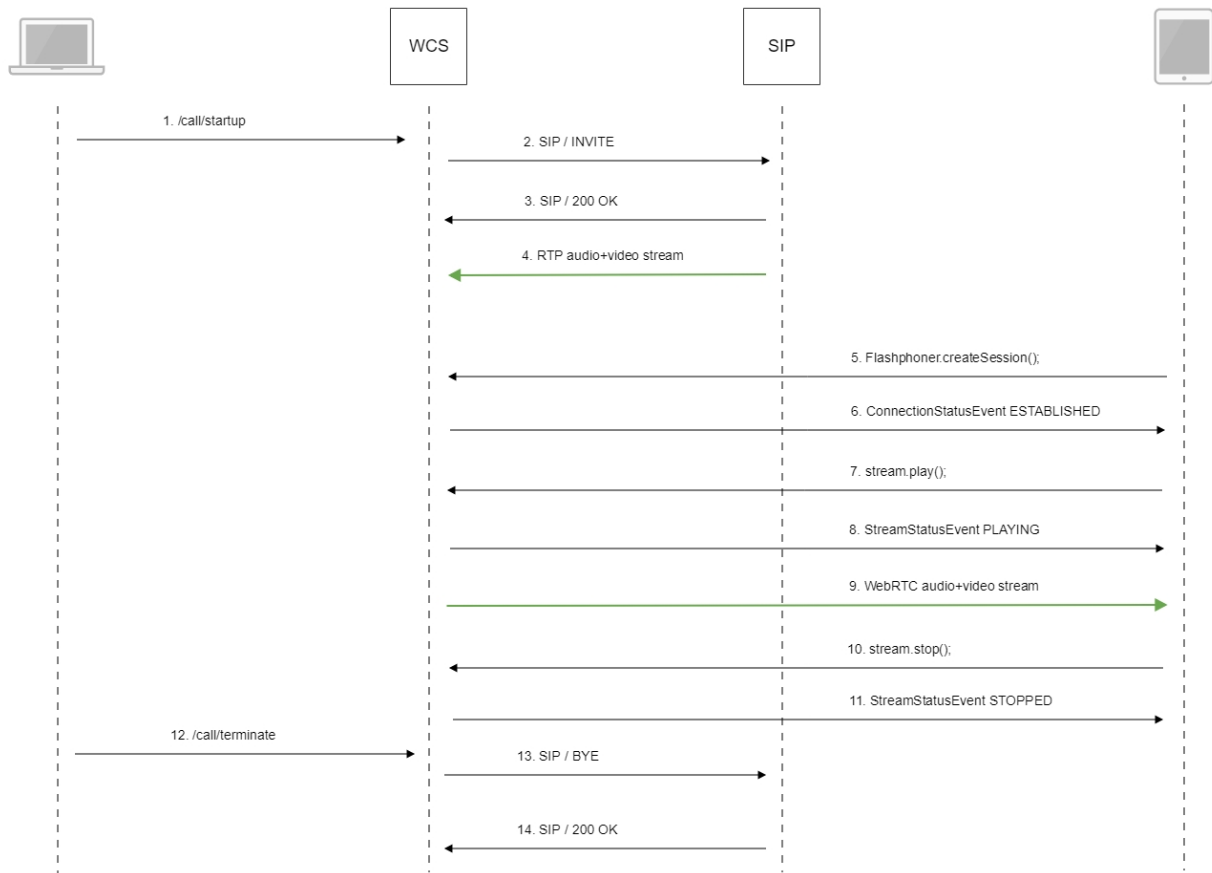 WCS
SIP
1. /call/startup
2. SIP / INVITE
3. SIP / 200 OK
4. RTP audio+video stream
5. Flashphoner.createSession();
6. ConnectionStatusEvent ESTABLISHED
7. stream.play();
8. StreamStatusEvent PLAYING
9. WebRTC audio+video stream
10. stream.stop();
11. StreamStatusEvent STOPPED
12. /call/terminate
13. SIP / BYE
14. SIP / 200 OK